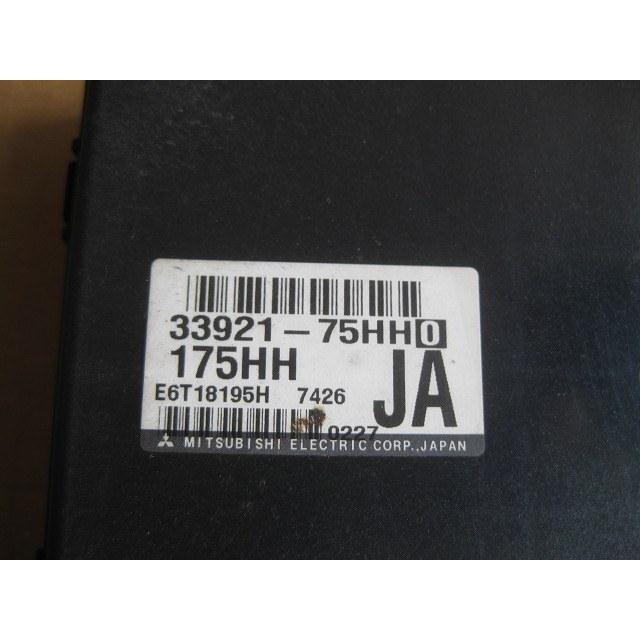 33921-75HH0
175HH
JA
E6T18195H 7426
0227
MITSUBISHI ELECTRIC CORP.,JAPAN